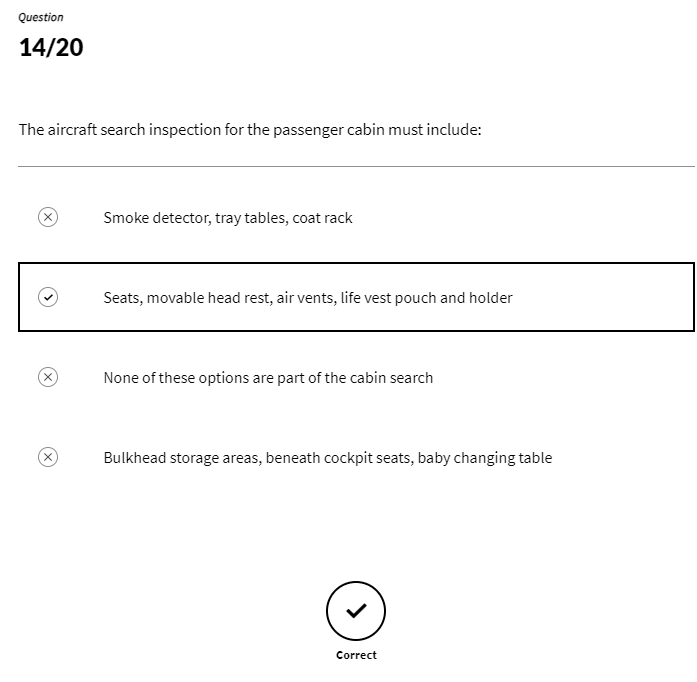 Question
14/20
The aircraft search inspection for the passenger cabin must include:
Smoke detector, tray tables, coat rack
Seats, movable head rest, air vents, life vest pouch and holder
None of these options are part of the cabin search
Bulkhead storage areas, beneath cockpit seats, baby changing table
Correct